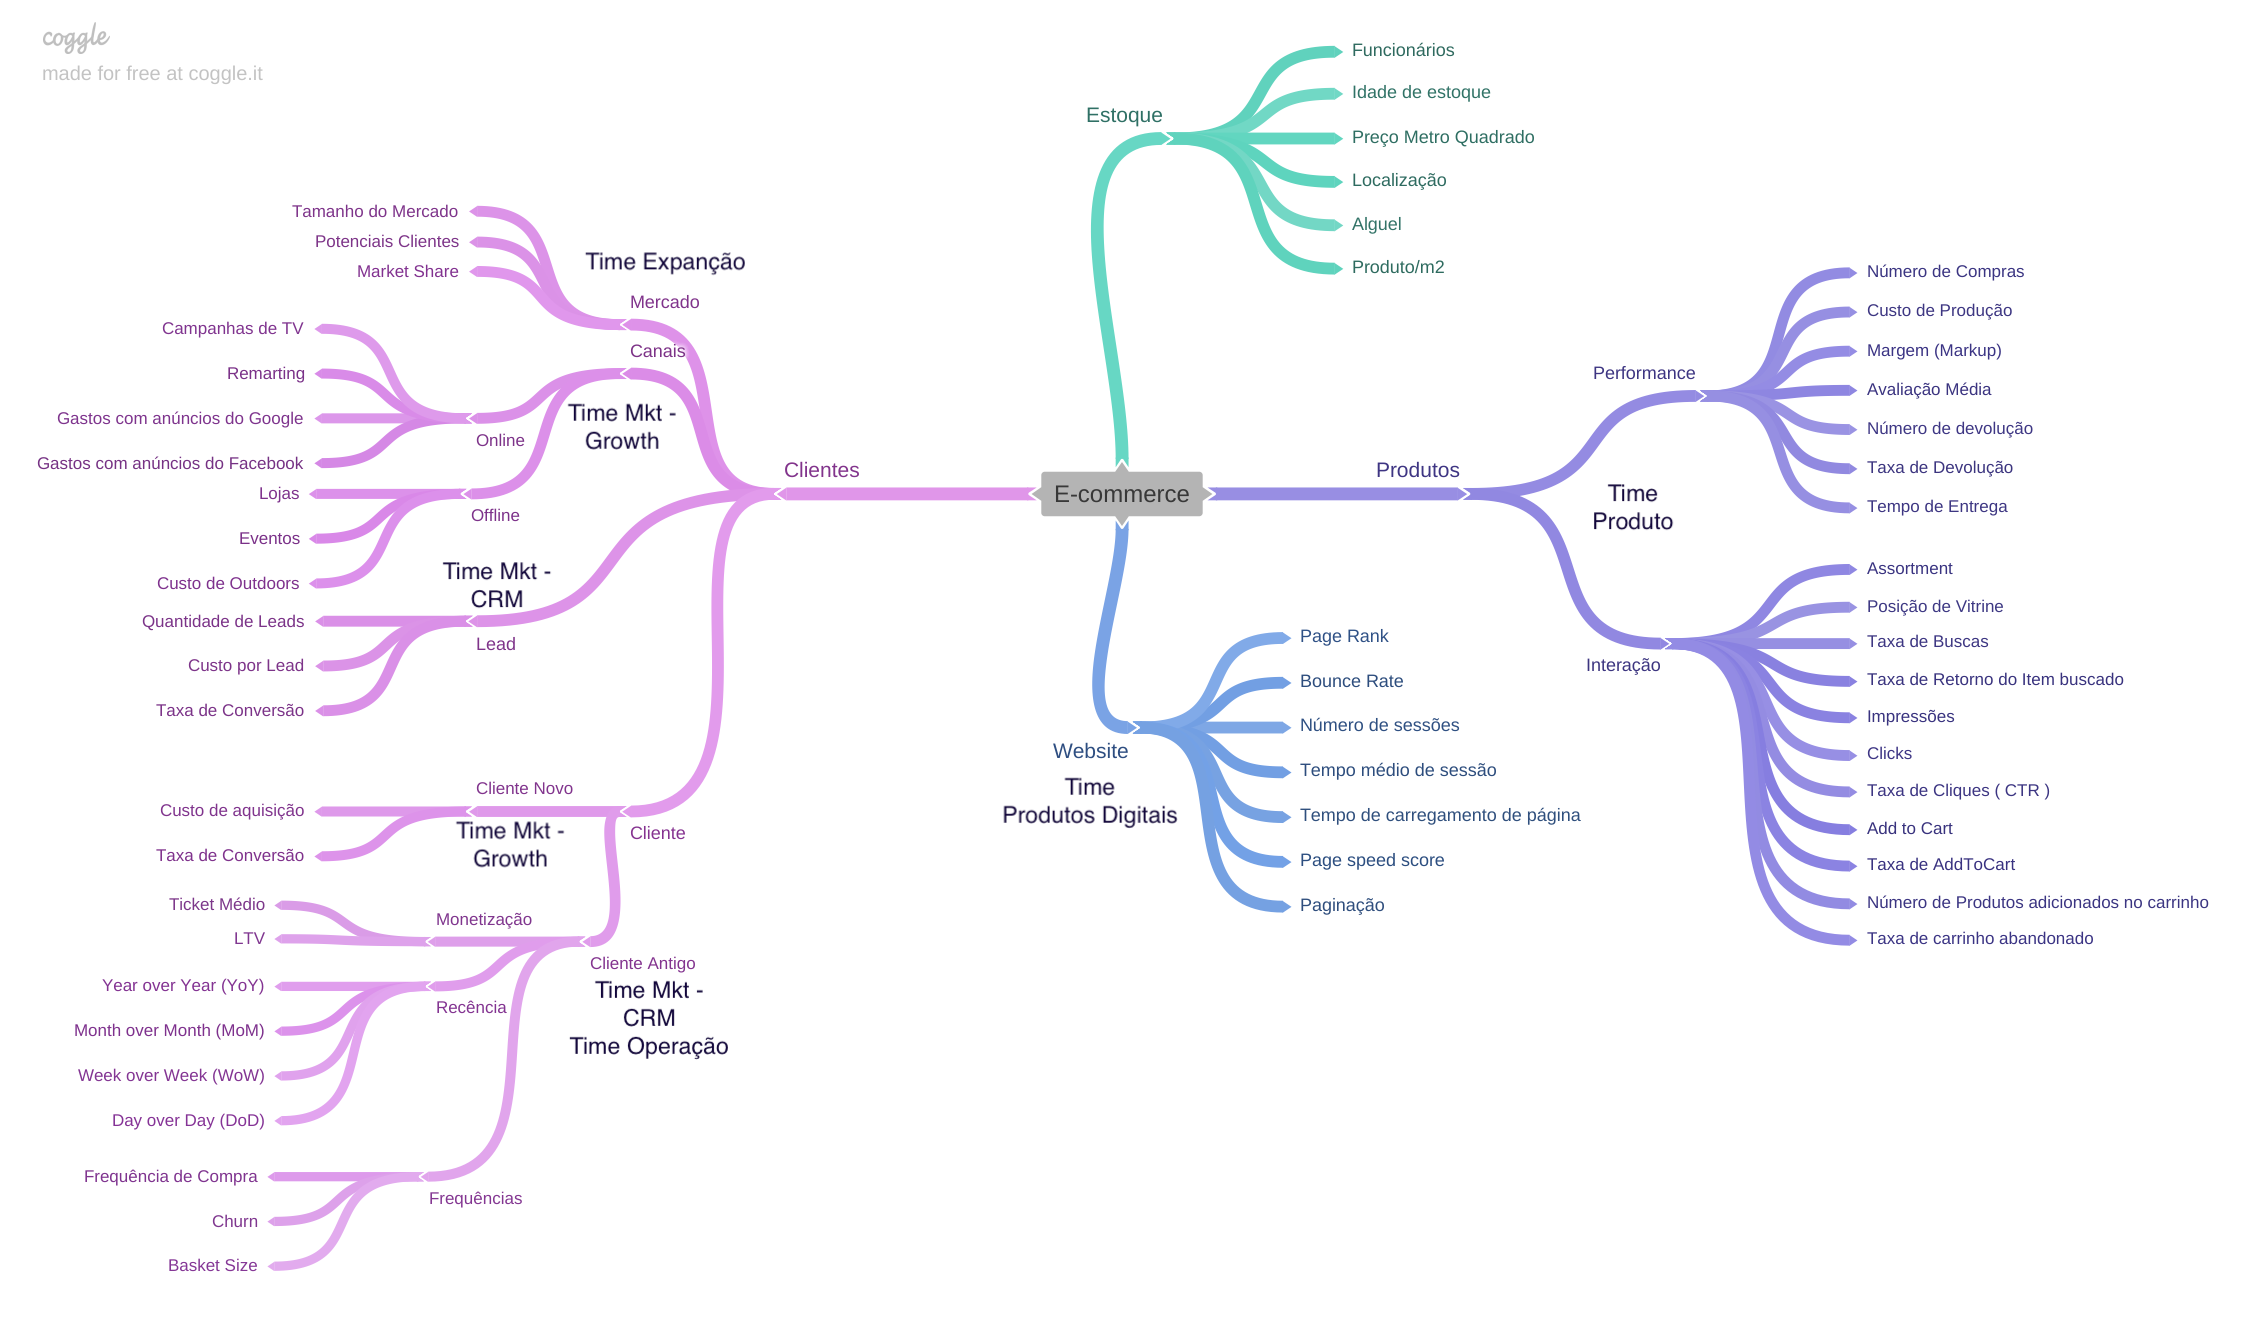 coggle
made for free at coggle.it
E-commerce
Estoque
Funcionários
Idade de estoque
Preço Metro Quadrado
Localização
Alguel
Produto/m2
Produtos
Performance
Número de Compras
Custo de Produção
Margem (Markup)
Avaliação Média
Número de devolução
Taxa de Devolução
Tempo de Entrega
Time
Produto
Interação
Assortment
Posição de Vitrine
Taxa de Buscas
Taxa de Retorno do Item buscado
Impressões
Clicks
Taxa de Cliques ( CTR )
Add to Cart
Taxa de AddToCart
Número de Produtos adicionados no carrinho
Taxa de carrinho abandonado
Website
Time
Produtos Digitais
Page Rank
Bounce Rate
Número de sessões
Tempo médio de sessão
Tempo de carregamento de página
Page speed score
Paginação
Clientes
Time Expanção
Mercado
Tamanho do Mercado
Potenciais Clientes
Market Share
Canais
Time Mkt -
Growth
Online
Campanhas de TV
Remarting
Gastos com anúncios do Google
Gastos com anúncios do Facebook
Offline
Lojas
Eventos
Custo de Outdoors
Time Mkt -
CRM
Lead
Quantidade de Leads
Custo por Lead
Taxa de Conversão
Cliente
Cliente Novo
Time Mkt -
Growth
Custo de aquisição
Taxa de Conversão
Cliente Antigo
Time Mkt -
CRM
Time Operação
Monetização
Ticket Médio
LTV
Recência
Year over Year (YoY)
Month over Month (MoM)
Week over Week (WoW)
Day over Day (DoD)
Frequências
Frequência de Compra
Churn
Basket Size